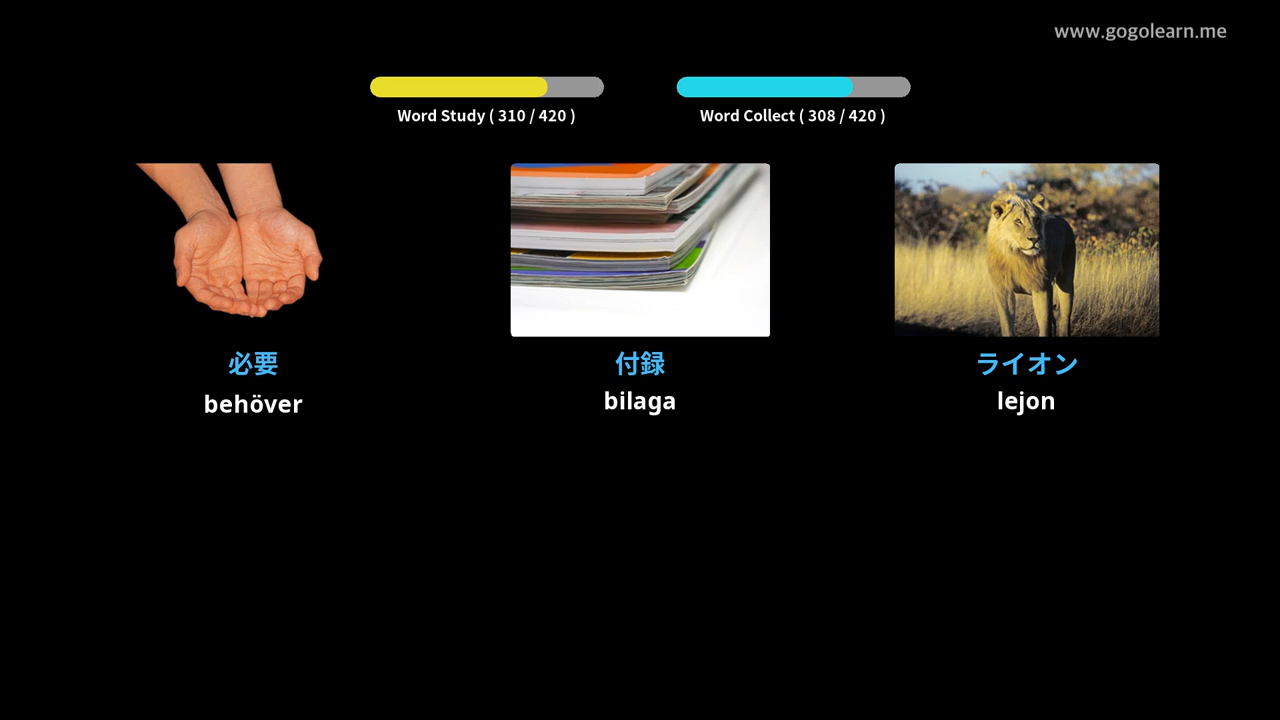 www.gogolearn.me
Word Study ( 310 / 420 )
Word Collect ( 308 / 420 )
必要
behöver
付録
bilaga
ライオン
lejon